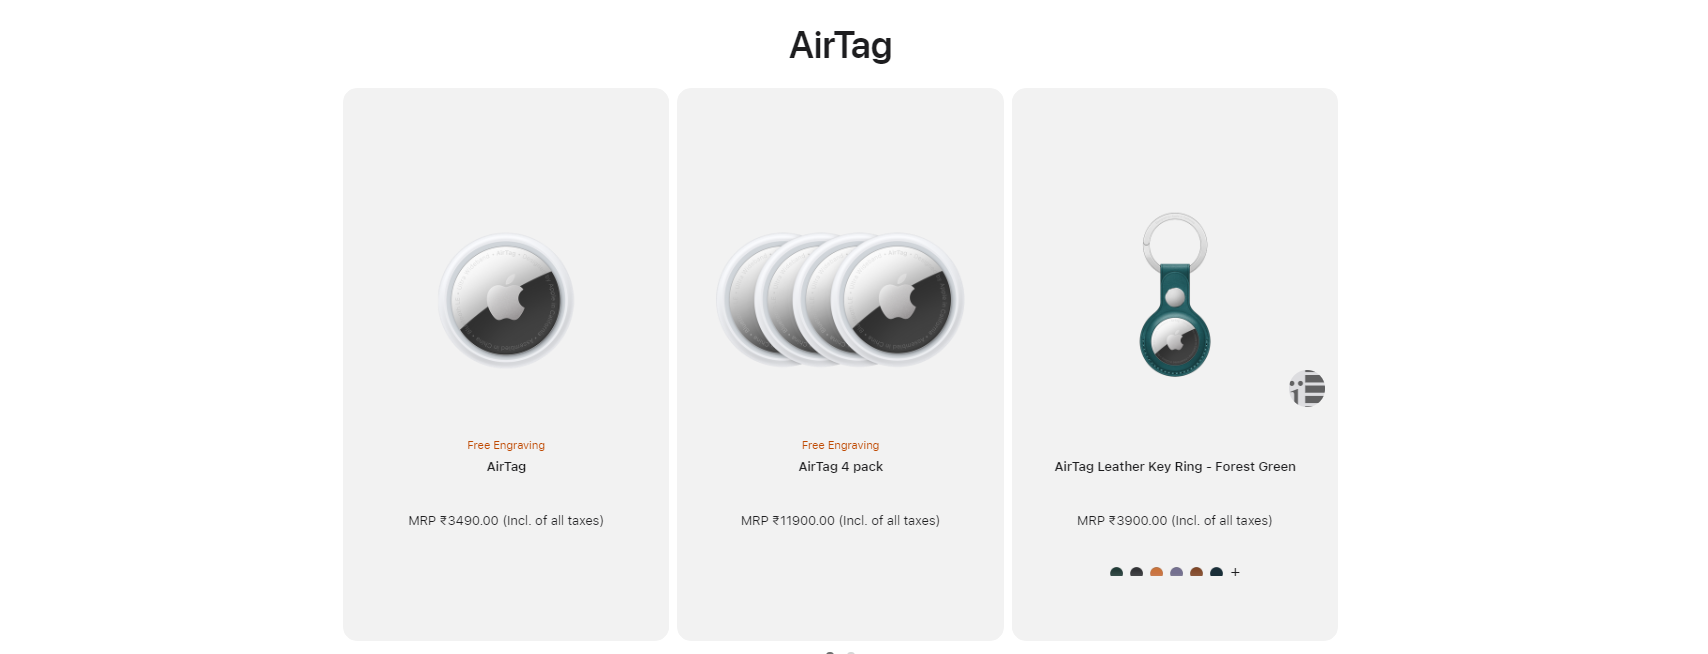 AirTag
Free Engraving
AirTag
MRP ₹3490.00 (Incl. of all taxes)
Free Engraving
AirTag 4 pack
MRP ₹11900.00 (Incl. of all taxes)
AirTag Leather Key Ring - Forest Green
MRP ₹3900.00 (Incl. of all taxes)
+